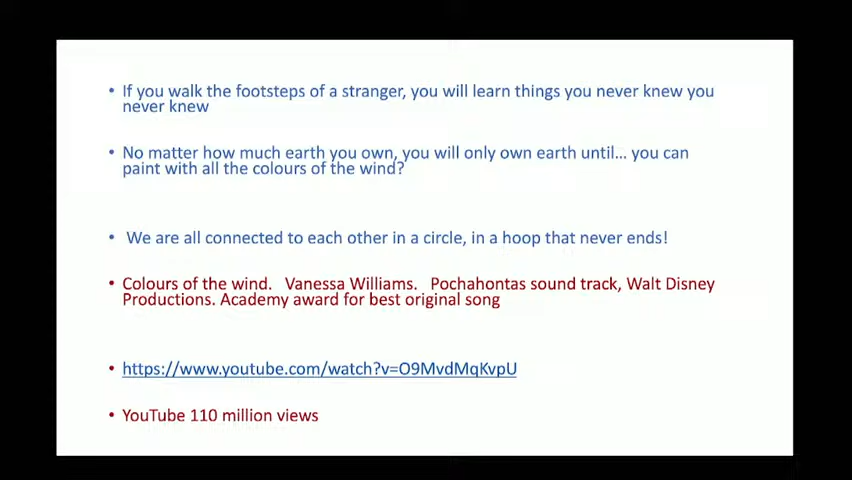 • If you walk the footsteps of a stranger, you will learn things you never knew you
never knew
• No matter how much earth you own, you will only own earth until... you can
paint with all the colours of the wind?
• We are all connected to each other in a circle, in a hoop that never ends!
• Colours of the wind. Vanessa Williams. Pochahontas sound track, Walt Disney
Productions. Academy award for best original song
• https://www.youtube.com/watch?v=O9MvdMqKvpU
• YouTube 110 million views